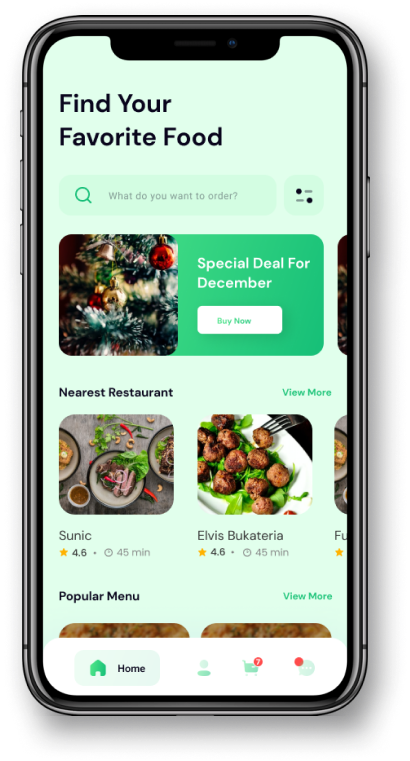 Find Your
Favorite Food
What do you want to order?
Special Deal For
December
Buy Now
Nearest Restaurant
View More
Sunic
Elvis Bukateria
Fu
4.6 • 45 min
4.6 • 45 min
Popular Menu
View More
Home
7